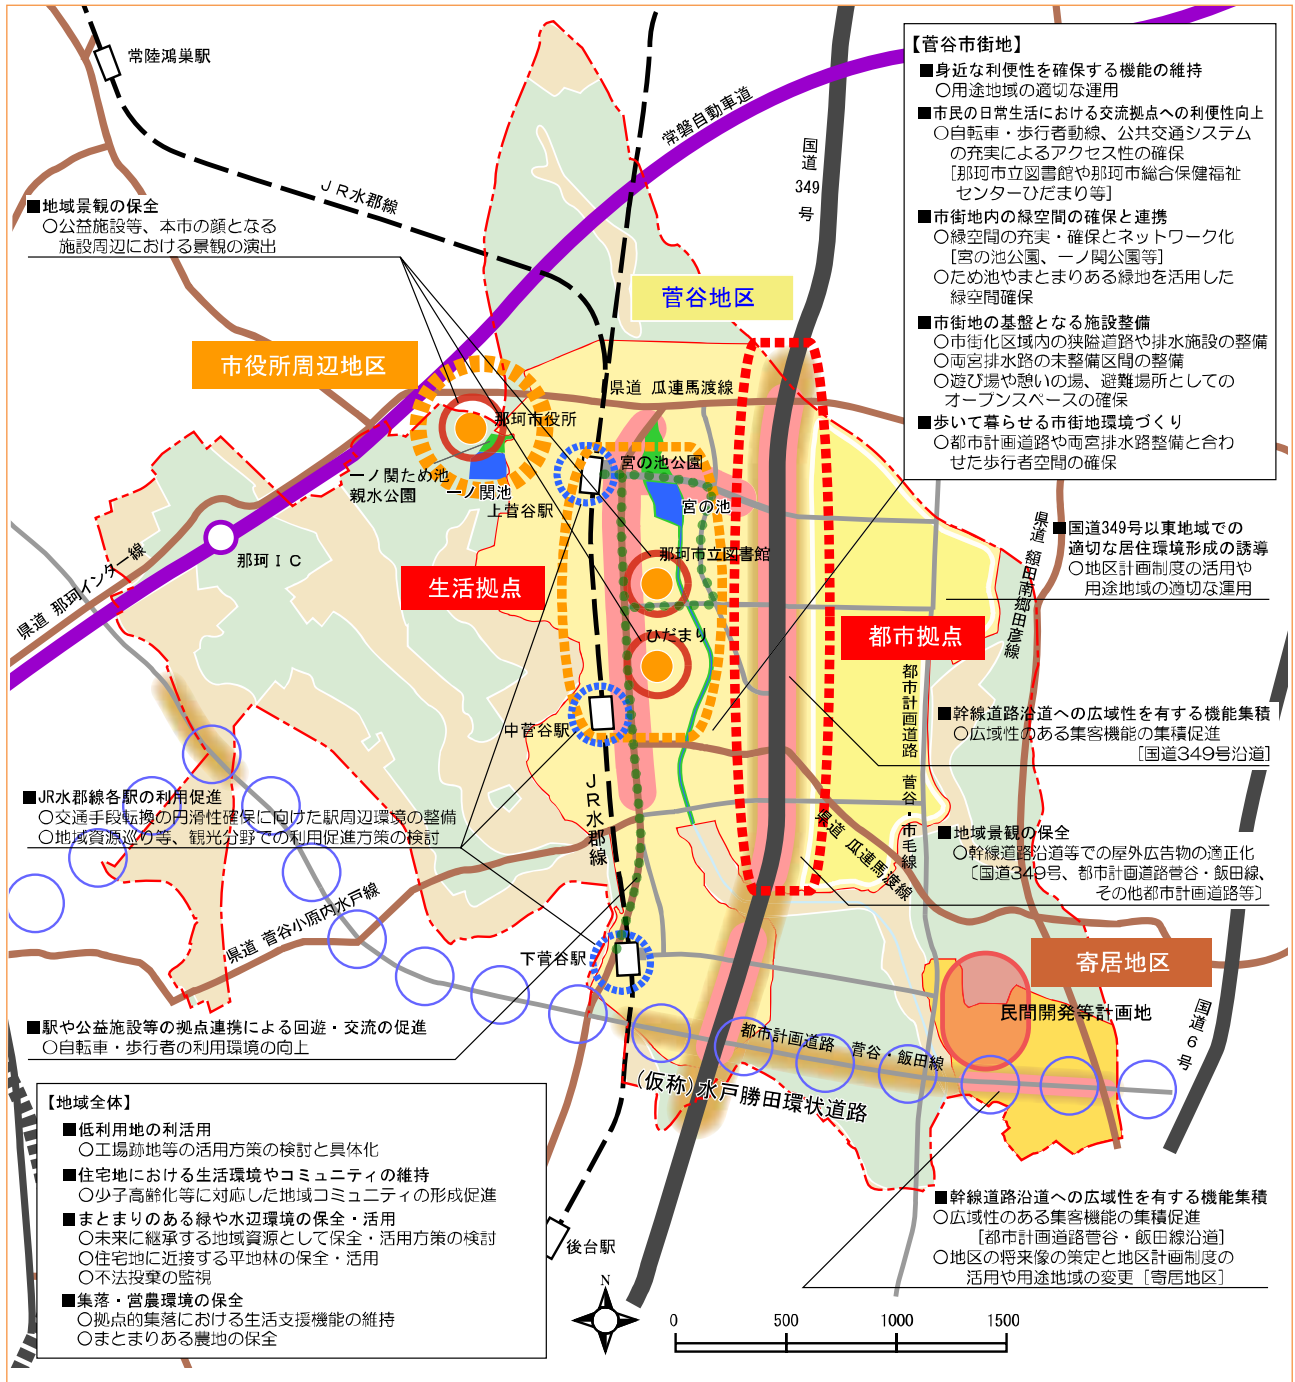 常陸鴻巣駅
JR水郡線
常磐自動車道
国道
349
号
【菅谷市街地】
■身近な利便性を確保する機能の維持
○用途地域の適切な運用
■市民の日常生活における交流拠点への利便性向上
○自転車・歩行者動線、公共交通システム
の充実によるアクセス性の確保
[那珂市立図書館や那珂市総合保健福祉
センターひだまり等]
■市街地内の緑空間の確保と連携
○緑空間の充実・確保とネットワーク化
[宮の池公園、一ノ関公園等]
○ため池やまとまりある緑地を活用した
緑空間確保
■市街地の基盤となる施設整備
○市街化区域内の狭隘道路や排水施設の整備
○両宮排水路の未整備区間の整備
○遊び場や憩いの場、避難場所としての
オープンスペースの確保
■歩いて暮らせる市街地環境づくり
○都市計画道路や両宮排水路整備と合わ
せた歩行者空間の確保
■地域景観の保全
○公益施設等、本市の顔となる
施設周辺における景観の演出
菅谷地区
市役所周辺地区
県道 瓜連馬渡線
那珂市役所
一ノ関ため池
親水公園
一ノ関池
上菅谷駅
宮の池公園
宮の池
那珂市立図書館
那珂IC
県道 那珂インター線
生活拠点
ひだまり
都市拠点
県道 額田南郷田彦線
■国道349号以東地域での
適切な居住環境形成の誘導
○地区計画制度の活用や
用途地域の適切な運用
都市計画道路 菅谷・市毛線
中菅谷駅
■幹線道路沿道への広域性を有する機能集積
○広域性のある集客機能の集積促進
[国道349号沿道]
■JR水郡線各駅の利用促進
○交通手段転換の円滑性確保に向けた駅周辺環境の整備
○地域資源巡り等、観光分野での利用促進方策の検討
JR水郡線
県道 瓜連馬渡線
■地域景観の保全
○幹線道路沿道等での屋外広告物の適正化
[国道349号、都市計画道路菅谷・飯田線、
その他都市計画道路等]
県道 菅谷小原内水戸線
下菅谷駅
寄居地区
民間開発等計画地
国道6号
■駅や公益施設等の拠点連携による回遊・交流の促進
○自転車・歩行者の利用環境の向上
都市計画道路 菅谷・飯田線
(仮称)水戸勝田環状道路
【地域全体】
■低利用地の利活用
○工場跡地等の活用方策の検討と具体化
■住宅地における生活環境やコミュニティの維持
○少子高齢化等に対応した地域コミュニティの形成促進
■まとまりのある緑や水辺環境の保全・活用
○未来に継承する地域資源として保全・活用方策の検討
○住宅地に近接する平地林の保全・活用
○不法投棄の監視
■集落・営農環境の保全
○拠点的集落における生活支援機能の維持
○まとまりある農地の保全
■幹線道路沿道への広域性を有する機能集積
○広域性のある集客機能の集積促進
[都市計画道路菅谷・飯田線沿道]
○地区の将来像の策定と地区計画制度の
活用や用途地域の変更[寄居地区]
後台駅
N
0 500 1000 1500